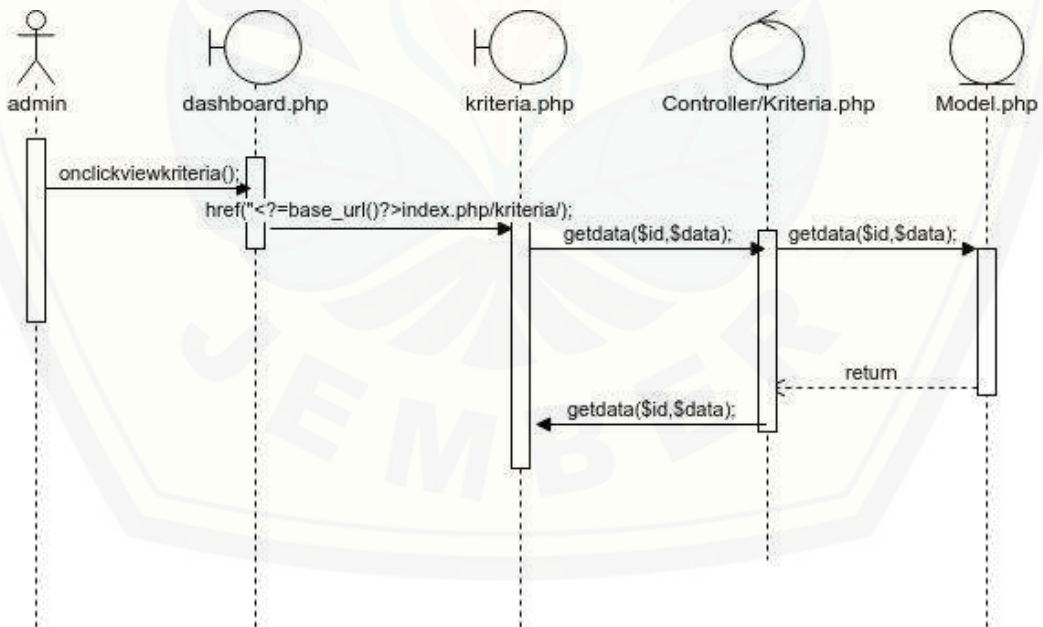 admin
dashboard.php
kriteria.php
Controller/Kriteria.php
Model.php
onclickviewkriteria();
href("<?=base_url()?>index.php/kriteria/);
getdata($id,$data);
getdata($id,$data);
return
getdata($id,$data);
JEMBER